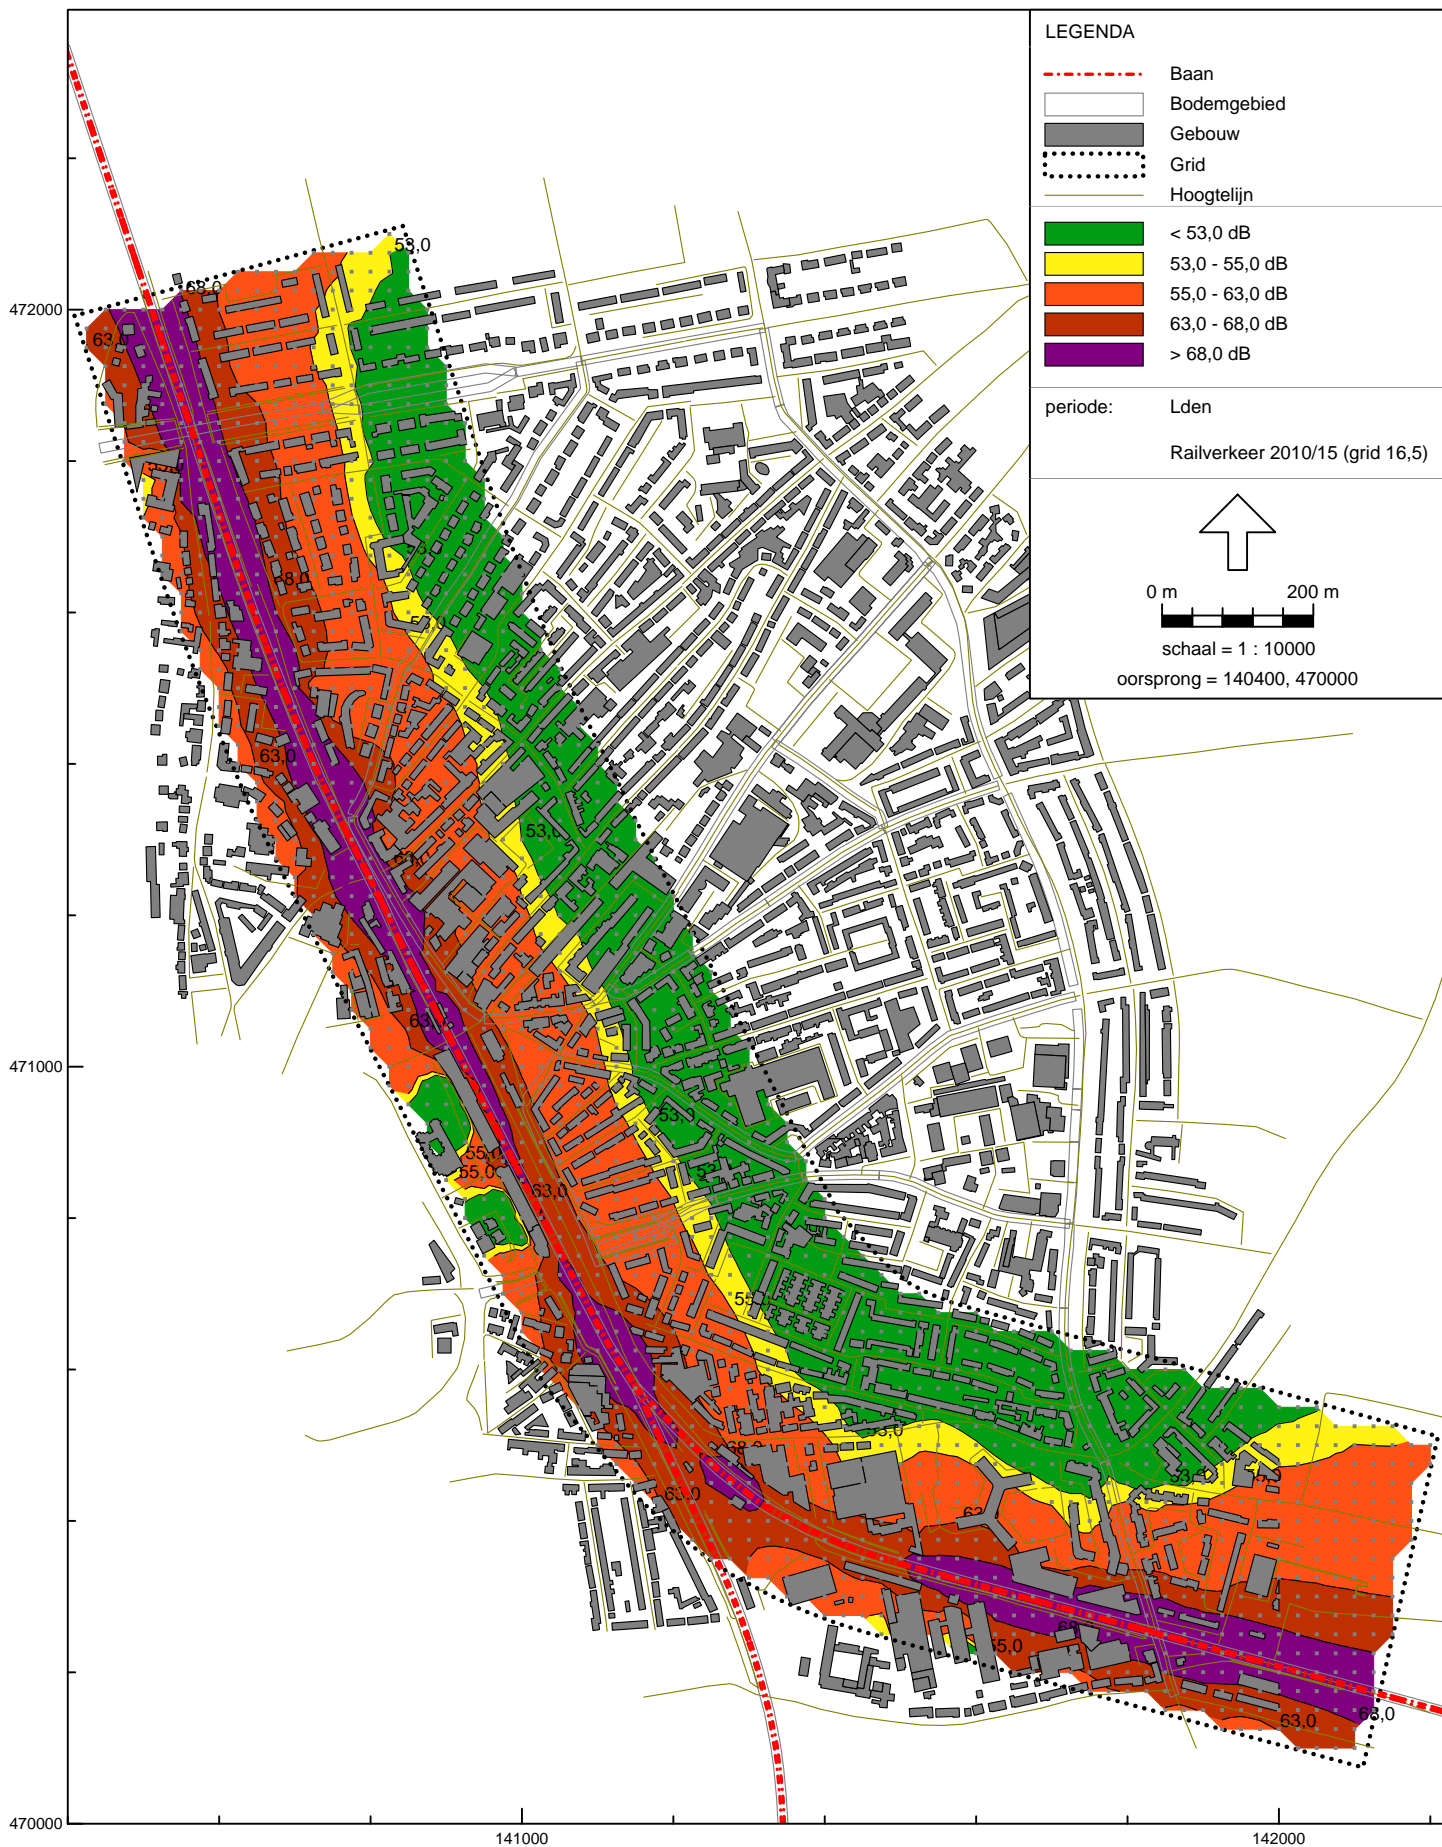 LEGENDA
Baan
Bodemgebied
Gebouw
Grid
Hoogtelijn
< 53,0 dB
53,0 - 55,0 dB
55,0 - 63,0 dB
63,0 - 68,0 dB
> 68,0 dB
periode: Lden
Railverkeer 2010/15 (grid 16,5)
0 m 200 m
schaal = 1 : 10000
oorsprong = 140400, 470000
53,0
68,0
472000
63,0
68,0
63,0
53,0
63,0
471000
53,0
55,0
55,0
63,0
63,0
55,0
63,0
68,0
470000
141000 142000